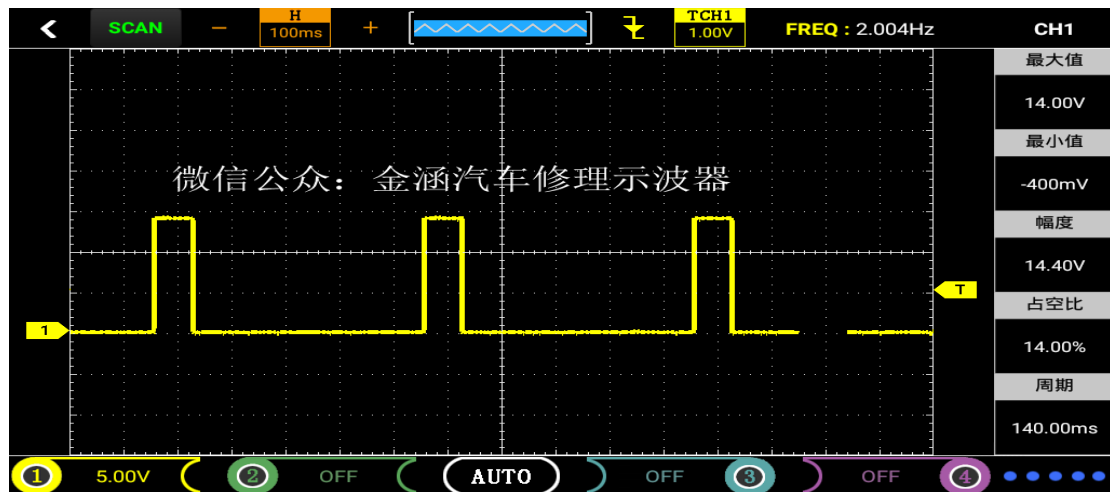 SCAN
H
100ms
TCH1
1.00V
FREQ : 2.004Hz
CH1
最大值
14.00V
最小值
-400mV
幅度
14.40V
占空比
14.00%
周期
140.00ms
微信公众：金涵汽车修理示波器
T
1
1
5.00V
2
OFF
AUTO
OFF
3
OFF
4